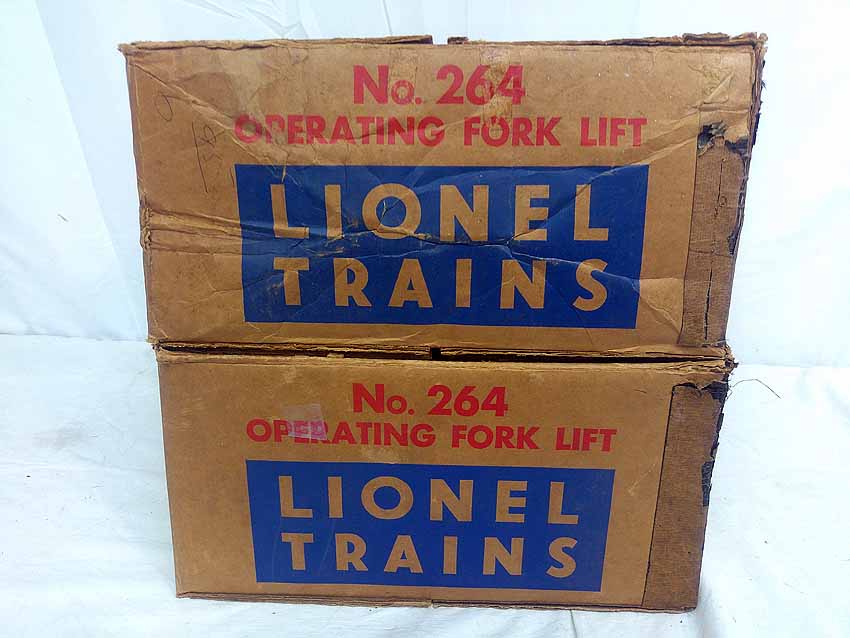 No. 264
OPERATING FORK LIFT
LIONEL
TRAINS
No. 264
OPERATING FORK LIFT
LIONEL
TRAINS